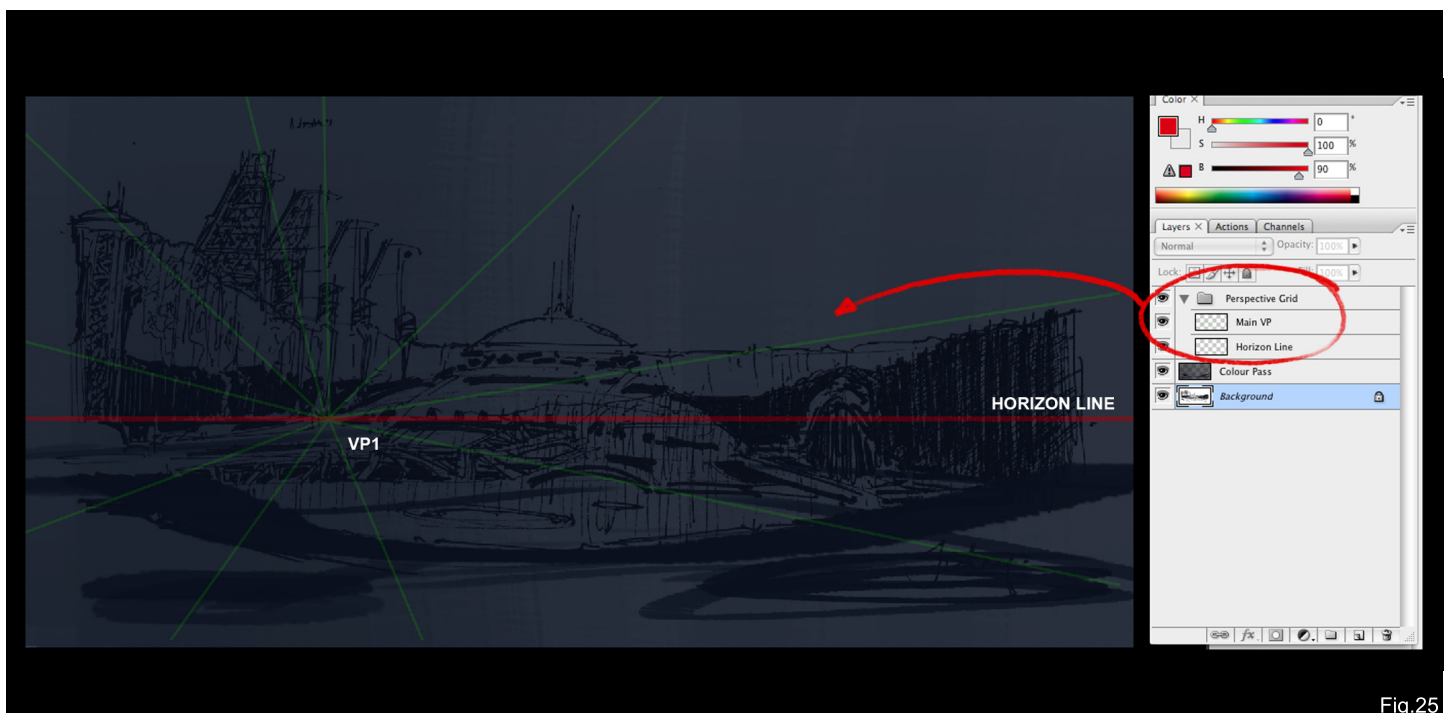 Color
H 0 °
S 100 %
B 90 %
Layers Actions Channels
Normal Opacity: 100%
Lock: Fill: 100%
Perspective Grid
Main VP
Horizon Line
Colour Pass
Background
HORIZON LINE
VP1
Fig.25